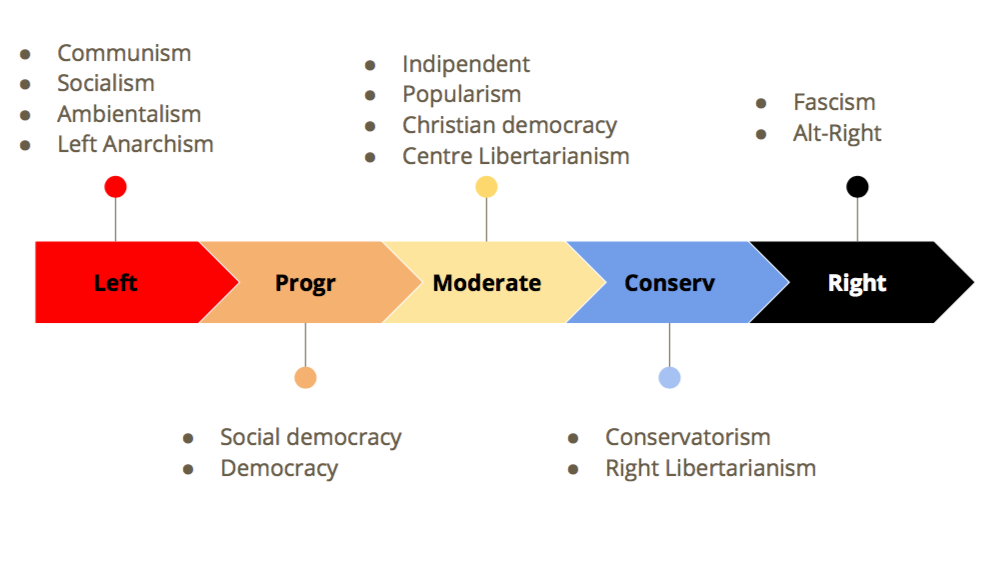 ● Communism
● Socialism
● Ambientalism
● Left Anarchism
● Indipendent
● Popularism
● Christian democracy
● Centre Libertarianism
● Fascism
● Alt-Right
Left
Progr
Moderate
Conserv
Right
● Social democracy
● Democracy
● Conservatorism
● Right Libertarianism